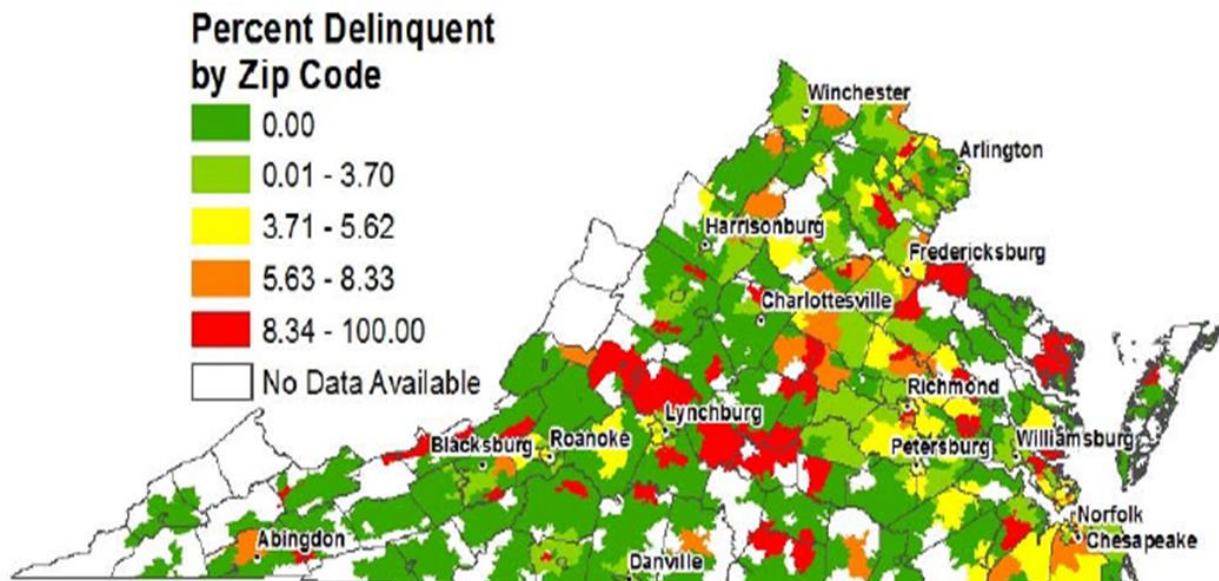 Percent Delinquent
by Zip Code
0.00
0.01 - 3.70
3.71 - 5.62
5.63 - 8.33
8.34 - 100.00
No Data Available
Winchester
Arlington
Harrisonburg
Fredericksburg
Charlottesville
Richmond
Lynchburg
Blacksburg
Roanoke
Petersburg
Williamsburg
Norfolk
Chesapeake
Abingdon
Danville